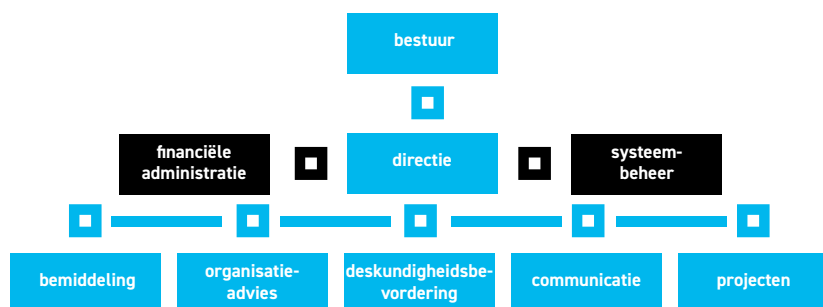 bestuur
financiële
administratie
directie
systeem-
beheer
bemiddeling
organisatie-
advies
deskundigheidsbe-
vordering
communicatie
projecten